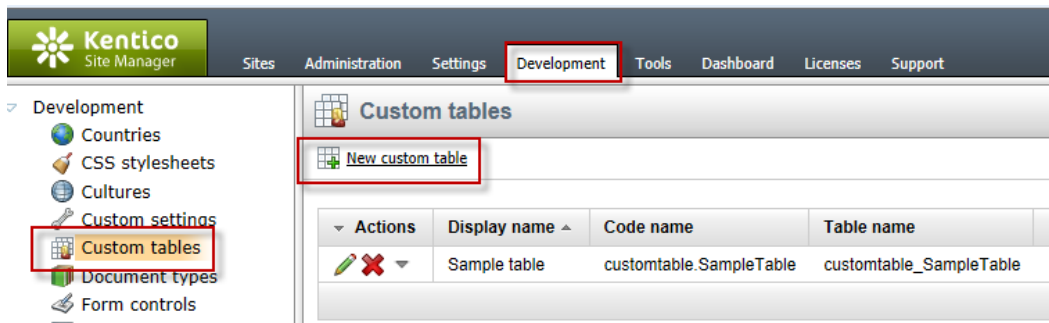 Kentico
Site Manager
Sites Administration Settings Development Tools Dashboard Licenses Support
Development
Countries
CSS stylesheets
Cultures
Custom settings
Custom tables
Document types
Form controls
Custom tables
New custom table
Actions Display name Code name Table name
Sample table customtable.SampleTable customtable_SampleTable